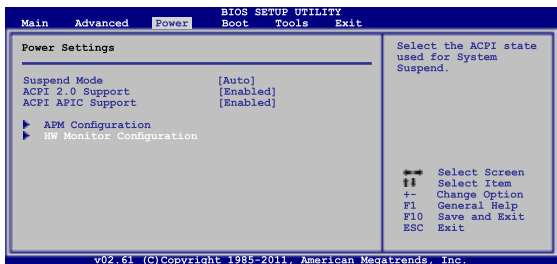 BIOS SETUP UTILITY
Main Advanced Power Boot Tools Exit
Power Settings
Suspend Mode [Auto]
ACPI 2.0 Support [Enabled]
ACPI APIC Support [Enabled]
APM Configuration
HW Monitor Configuration
Select the ACPI state
used for System
Suspend.
Select Screen
Select Item
+- Change Option
F1 General Help
F10 Save and Exit
ESC Exit
v02.61 (C)Copyright 1985-2011, American Megatrends, Inc.